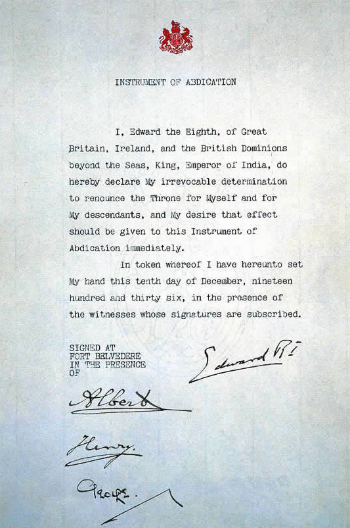 INSTRUMENT OF ABDICATION
I, Edward the Eighth, of Great
Britain, Ireland, and the British Dominions
beyond the Seas, King, Emperor of India, do
hereby declare My irrevocable determination
to renounce the Throne for Myself and for
My descendants, and My desire that effect
should be given to this Instrument of
Abdication immediately.
In token whereof I have hereunto set
My hand this tenth day of December, nineteen
hundred and thirty six, in the presence of
the witnesses whose signatures are subscribed.
SIGNED AT
FORT BELVEDERE
IN THE PRESENCE
OF
Edward RI
Albert
Henry.
George.